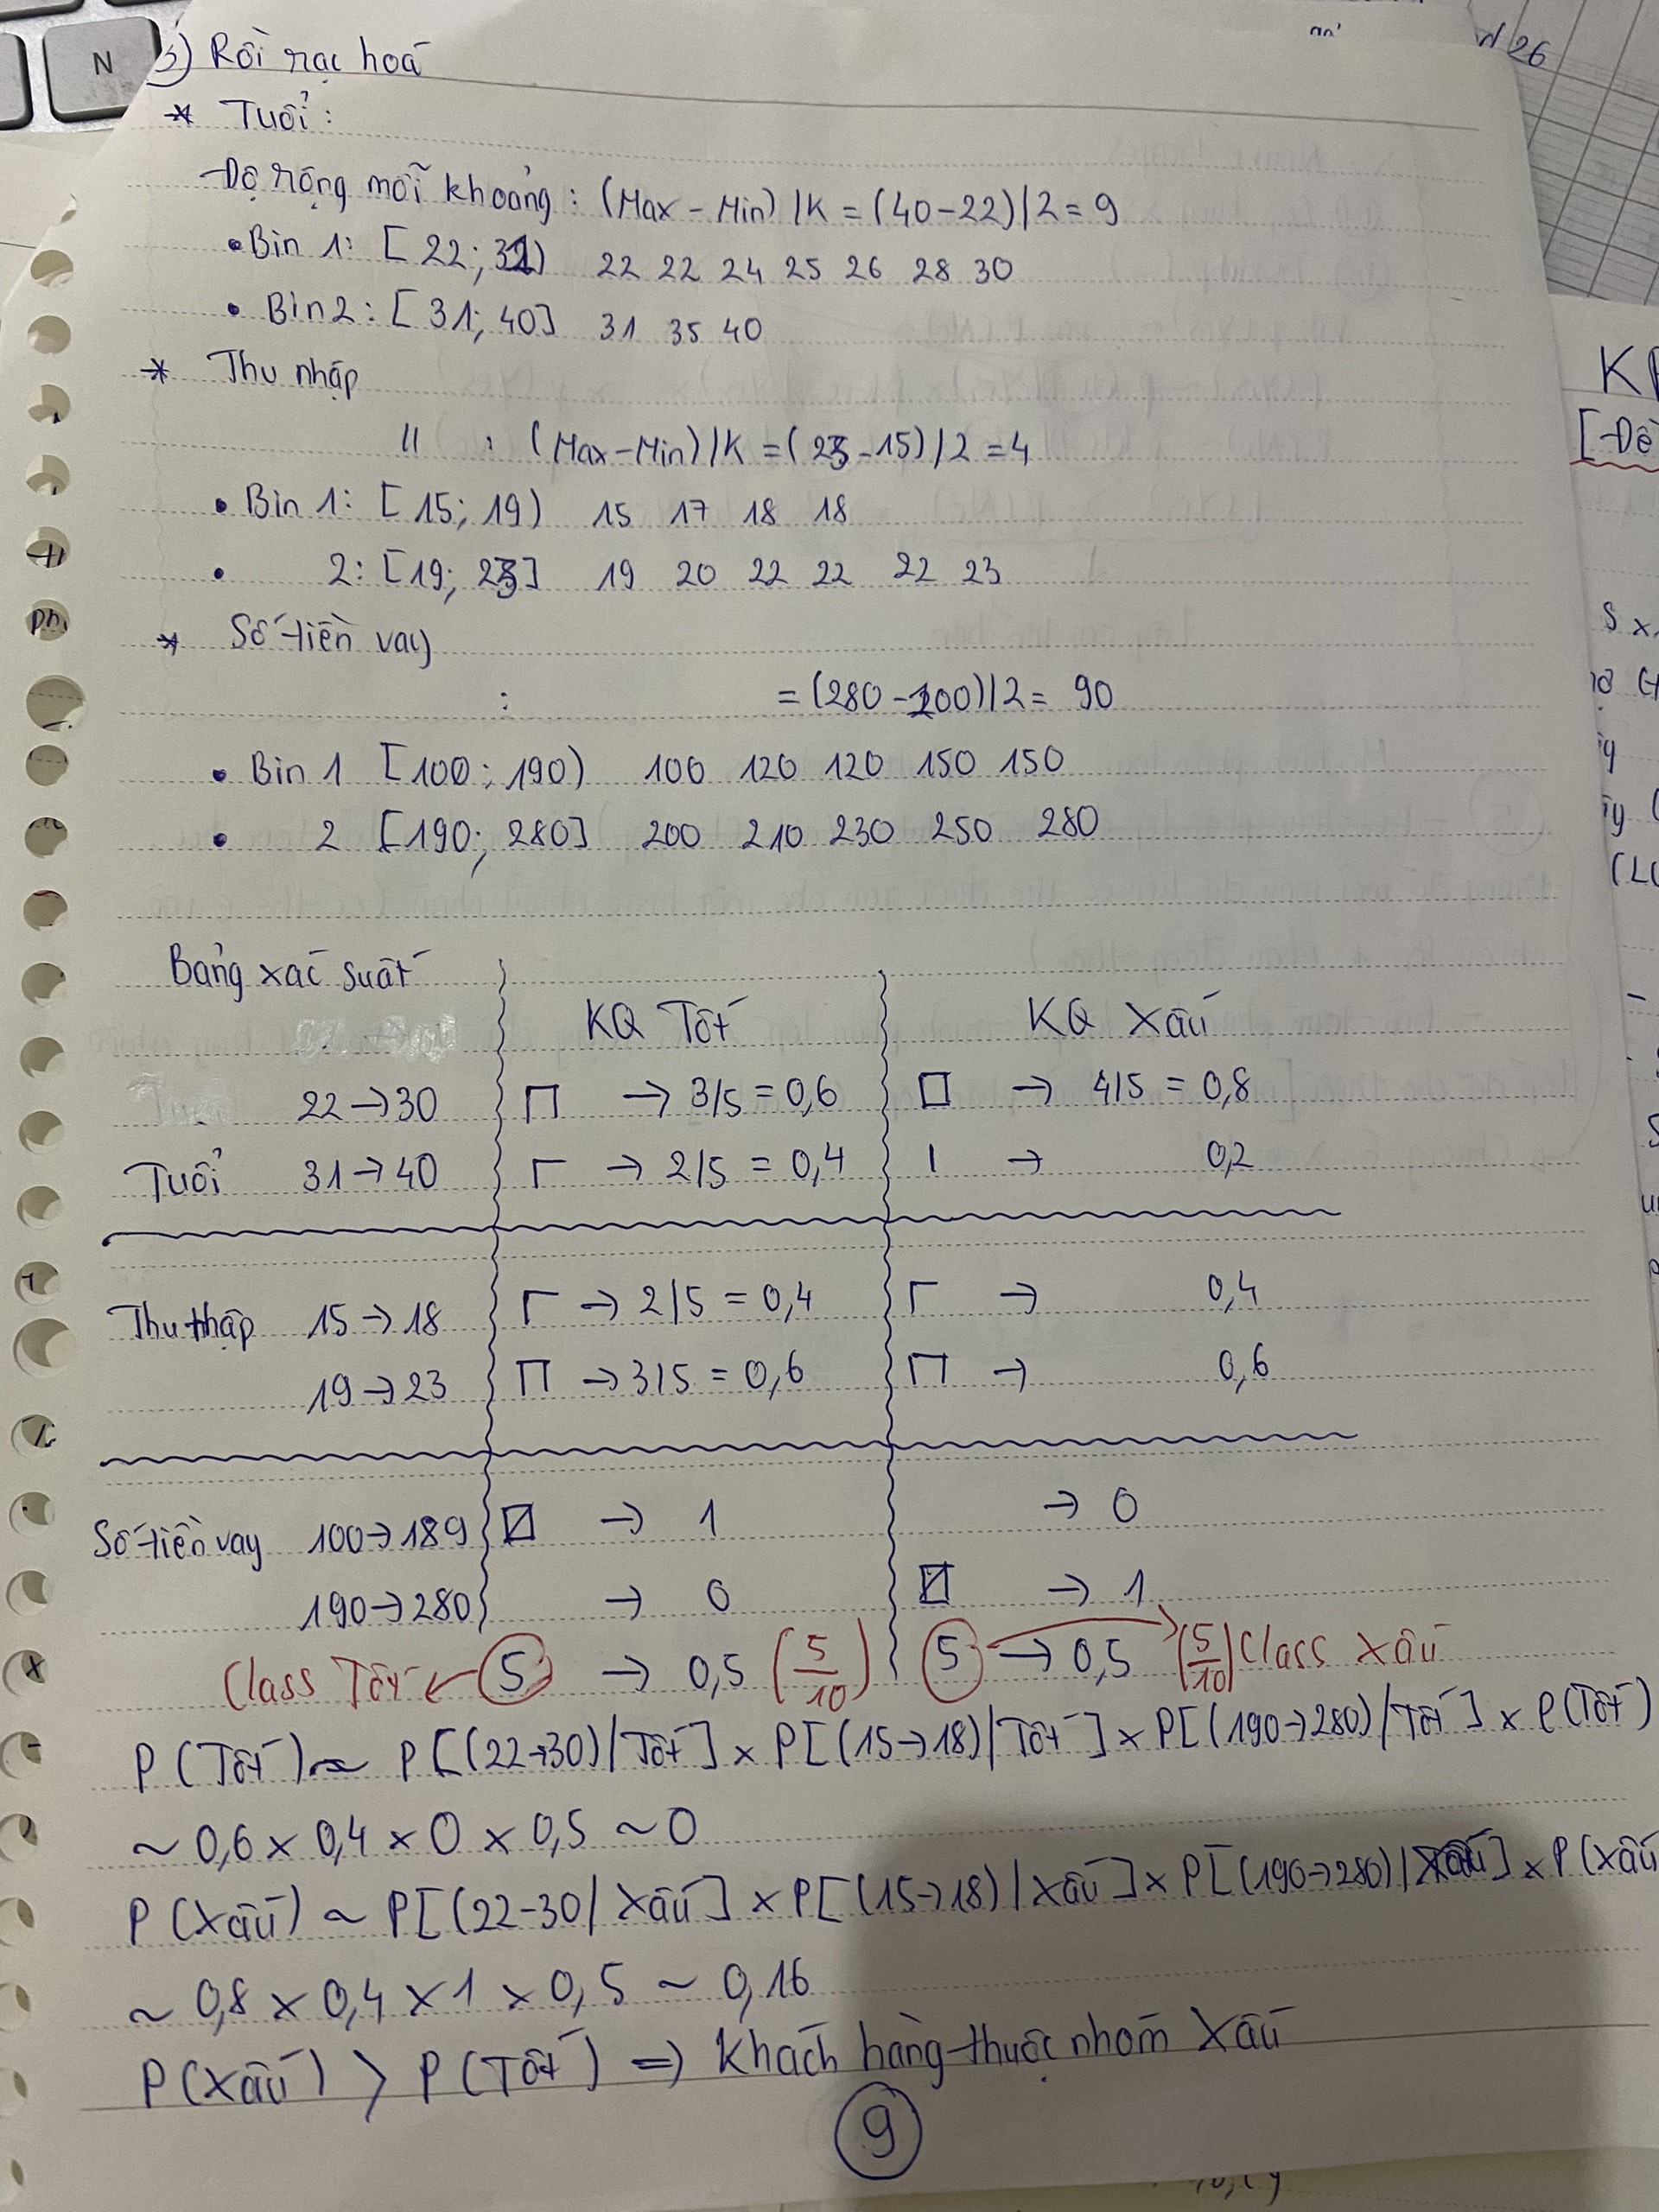 N
3) Rời rạc hoá
* Tuổi:
Độ rộng mỗi khoảng: (Max - Min) / K = (40-22)/2 = 9
• Bin 1: [22; 31) 22 22 24 25 26 28 30
• Bin 2: [31; 40] 31 35 40
* Thu nhập
" : (Max-Min)/K = (23-15)/2 = 4
• Bin 1: [15; 19) 15 17 18 18
• 2: [19; 23] 19 20 22 22 22 23
* Số tiền vay
: = (280-100)/2 = 90
• Bin 1 [100; 190) 100 120 120 150 150
• 2 [190; 280] 200 210 230 250 280
Bảng xác suất
KQ Tốt KQ Xấu
22→30 → 3/5 = 0,6 → 4/5 = 0,8
Tuổi 31→40 → 2/5 = 0,4 → 0,2
Thu nhập 15→18 → 2/5 = 0,4 → 0,4
19→23 → 3/5 = 0,6 → 0,6
Số tiền vay 100→189 → 1 → 0
190→280 → 0 → 1
Class Tốt ← 5 → 0,5 (5/10) 5 → 0,5 (5/10) Class Xấu
P(Tốt) ~ P[(22→30)/Tốt] x P[(15→18)/Tốt] x P[(190→280)/Tốt] x P(Tốt)
~ 0,6 x 0,4 x 0 x 0,5 ~ 0
P(Xấu) ~ P[(22-30/Xấu] x P[(15→18)/Xấu] x P[(190→280)/Xấu] x P(Xấu
~ 0,8 x 0,4 x 1 x 0,5 ~ 0,16
P(Xấu) > P(Tốt) => Khách hàng thuộc nhóm Xấu
9
26
[Đề